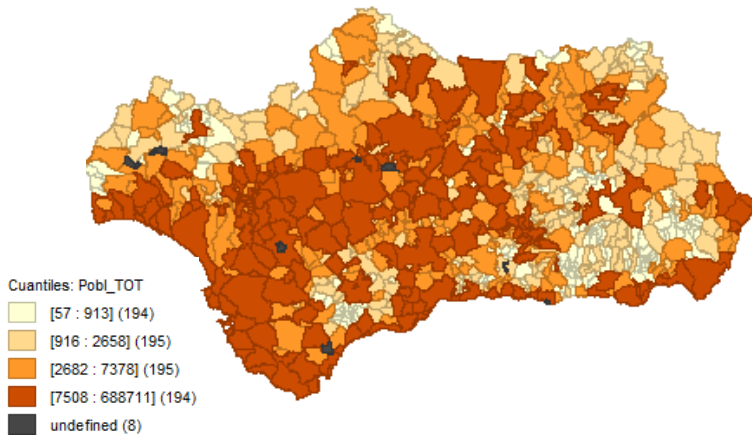 Cuantiles: Pobl_TOT
[57 : 913] (194)
[916 : 2658] (195)
[2682 : 7378] (195)
[7508 : 688711] (194)
undefined (8)